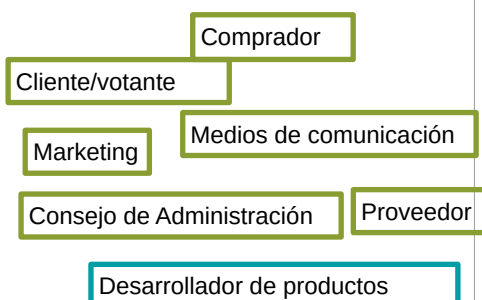 Comprador
Cliente/votante
Medios de comunicación
Marketing
Consejo de Administración
Proveedor
Desarrollador de productos